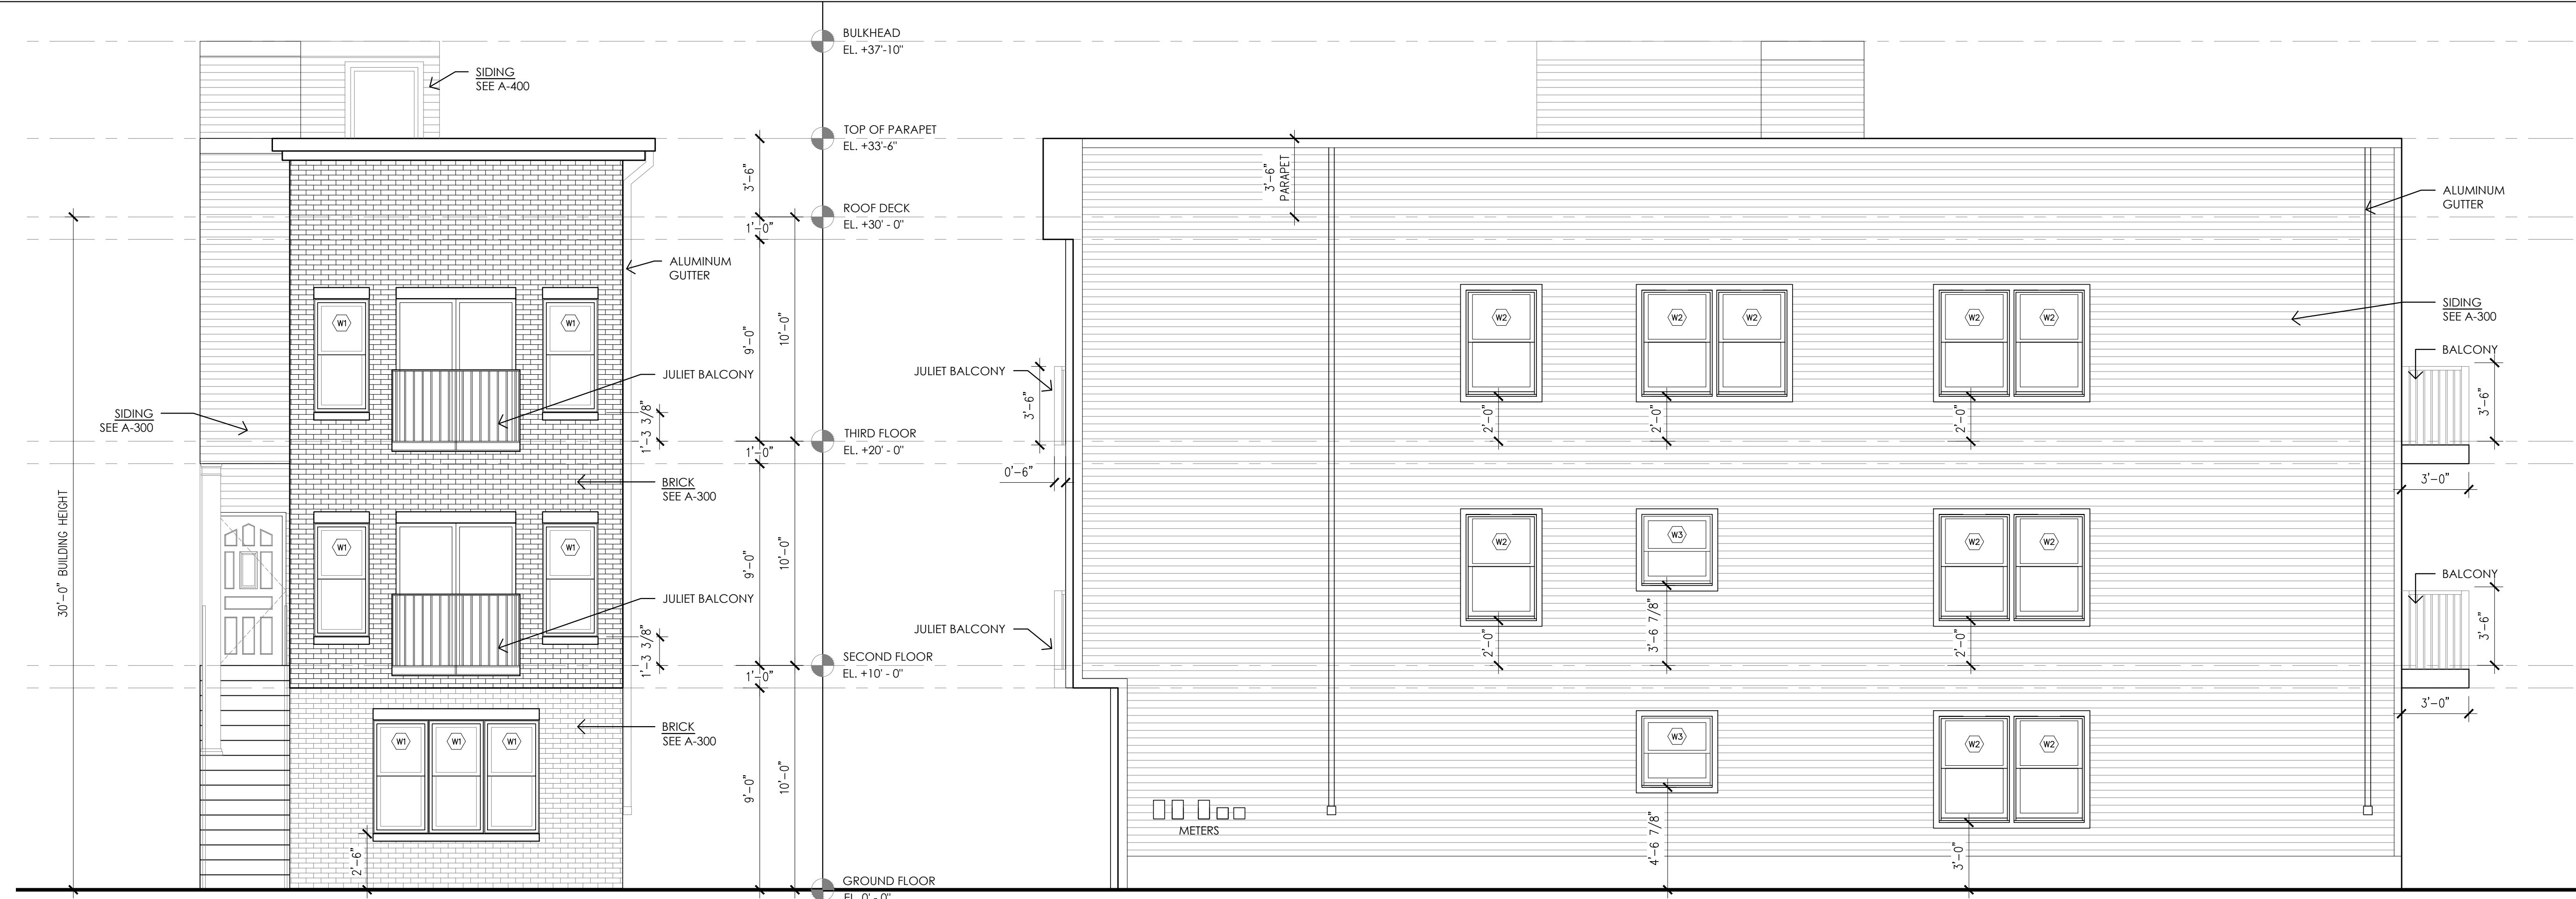 BULKHEAD
EL. +37'-10"
SIDING
SEE A-400
TOP OF PARAPET
EL. +33'-6"
3'-6"
3'-6"
PARAPET
ROOF DECK
EL. +30' - 0"
1'-0"
ALUMINUM
GUTTER
ALUMINUM
GUTTER
W1
W1
9'-0"
10'-0"
JULIET BALCONY
SIDING
SEE A-300
1'-3 3/8"
THIRD FLOOR
EL. +20' - 0"
1'-0"
BRICK
SEE A-300
30'-0" BUILDING HEIGHT
W1
W1
9'-0"
10'-0"
JULIET BALCONY
1'-3 3/8"
SECOND FLOOR
EL. +10' - 0"
1'-0"
BRICK
SEE A-300
W1
W1
W1
9'-0"
10'-0"
2'-6"
GROUND FLOOR
EL. 0' - 0"
W2
W2
W2
W2
W2
SIDING
SEE A-300
BALCONY
3'-6"
JULIET BALCONY
3'-6"
2'-0"
2'-0"
2'-0"
0'-6"
3'-0"
W2
W3
W2
W2
BALCONY
3'-6"
JULIET BALCONY
2'-0"
3'-6 7/8"
2'-0"
3'-0"
W3
W2
W2
METERS
4'-6 7/8"
3'-0"